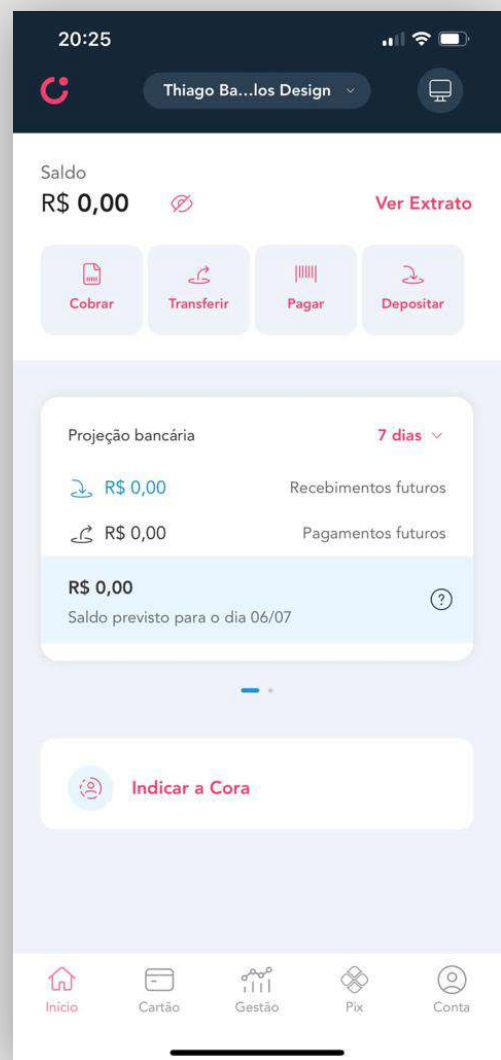 20:25
Thiago Ba...los Design
Saldo
R$ 0,00
Ver Extrato
Cobrar
Transferir
Pagar
Depositar
Projeção bancária
7 dias
R$ 0,00
Recebimentos futuros
R$ 0,00
Pagamentos futuros
R$ 0,00
Saldo previsto para o dia 06/07
?
Indicar a Cora
Início
Cartão
Gestão
Pix
Conta